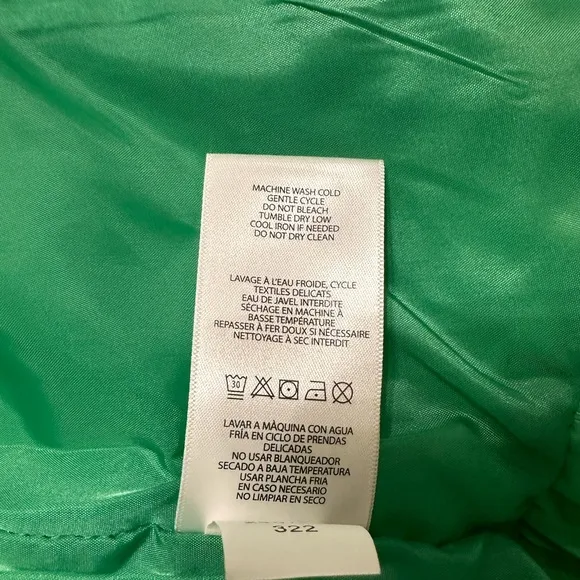 MACHINE WASH COLD
GENTLE CYCLE
DO NOT BLEACH
TUMBLE DRY LOW
COOL IRON IF NEEDED
DO NOT DRY CLEAN
LAVAGE À L'EAU FROIDE, CYCLE
TEXTILES DELICATS
EAU DE JAVEL INTERDITE
SÉCHAGE EN MACHINE À
BASSE TEMPÉRATURE
REPASSER À FER DOUX SI NÉCESSAIRE
NETTOYAGE À SEC INTERDIT
30
LAVAR A MÀQUINA CON AGUA
FRÍA EN CICLO DE PRENDAS
DELICADAS
NO USAR BLANQUEADOR
SECADO A BAJA TEMPERATURA
USAR PLANCHA FRIA
EN CASO NECESARIO
NO LIMPIAR EN SECO
322